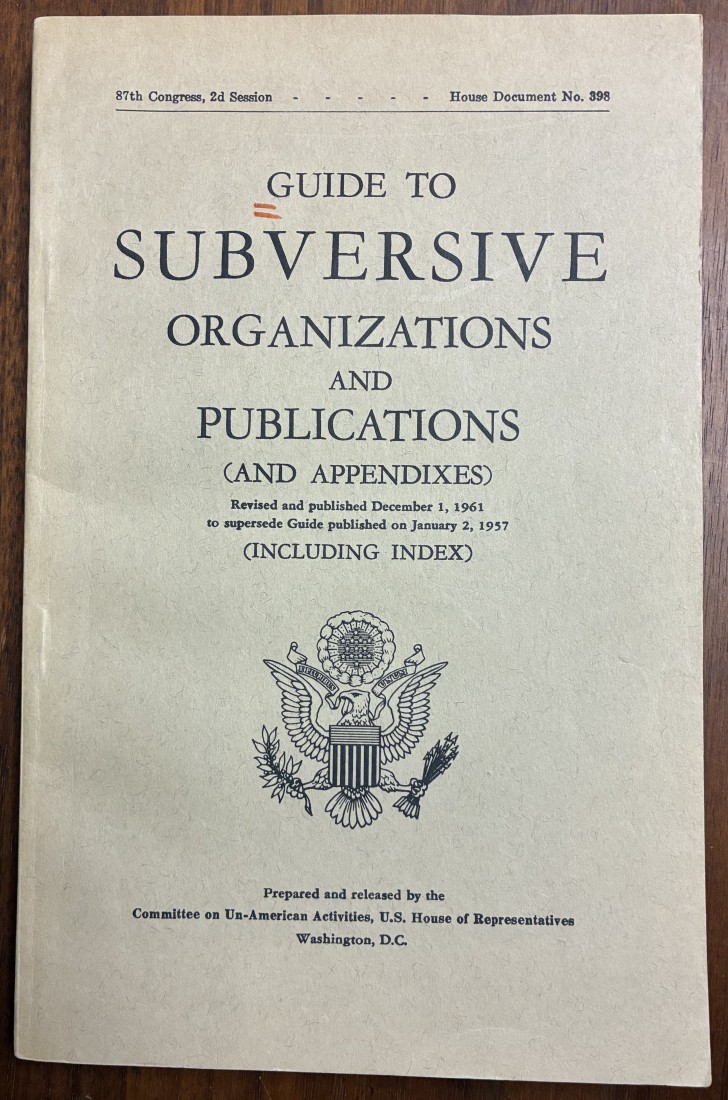 87th Congress, 2d Session - - - - - House Document No. 398
GUIDE TO
SUBVERSIVE
ORGANIZATIONS
AND
PUBLICATIONS
(AND APPENDIXES)
Revised and published December 1, 1961
to supersede Guide published on January 2, 1957
(INCLUDING INDEX)
Prepared and released by the
Committee on Un-American Activities, U.S. House of Representatives
Washington, D.C.